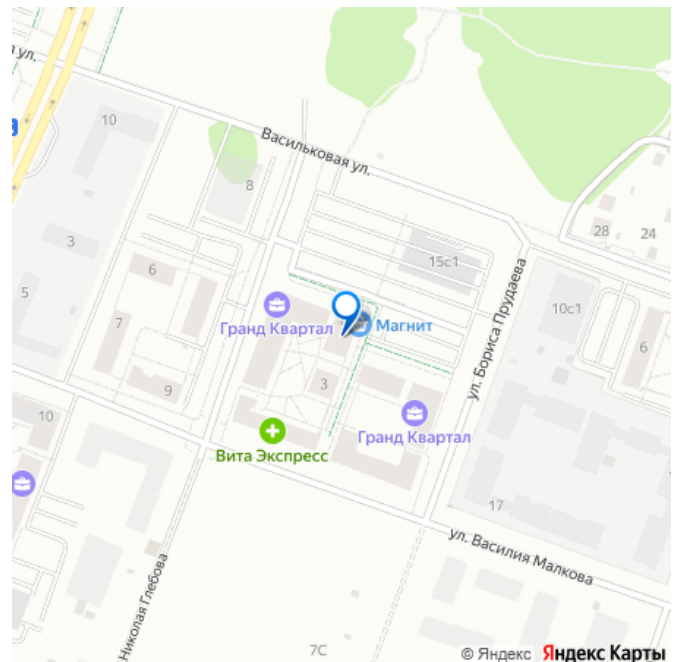 я ул.
10
Васильковая ул.
8
28
24
3
15с1
6
5
10с1
Гранд Квартал
Магнит
7
ул. Бориса Прудаева
6
3
9
10
Гранд Квартал
Вита Экспресс
17
ул. Василия Малкова
Николая Глебова
7С
© Яндекс Яндекс Карты